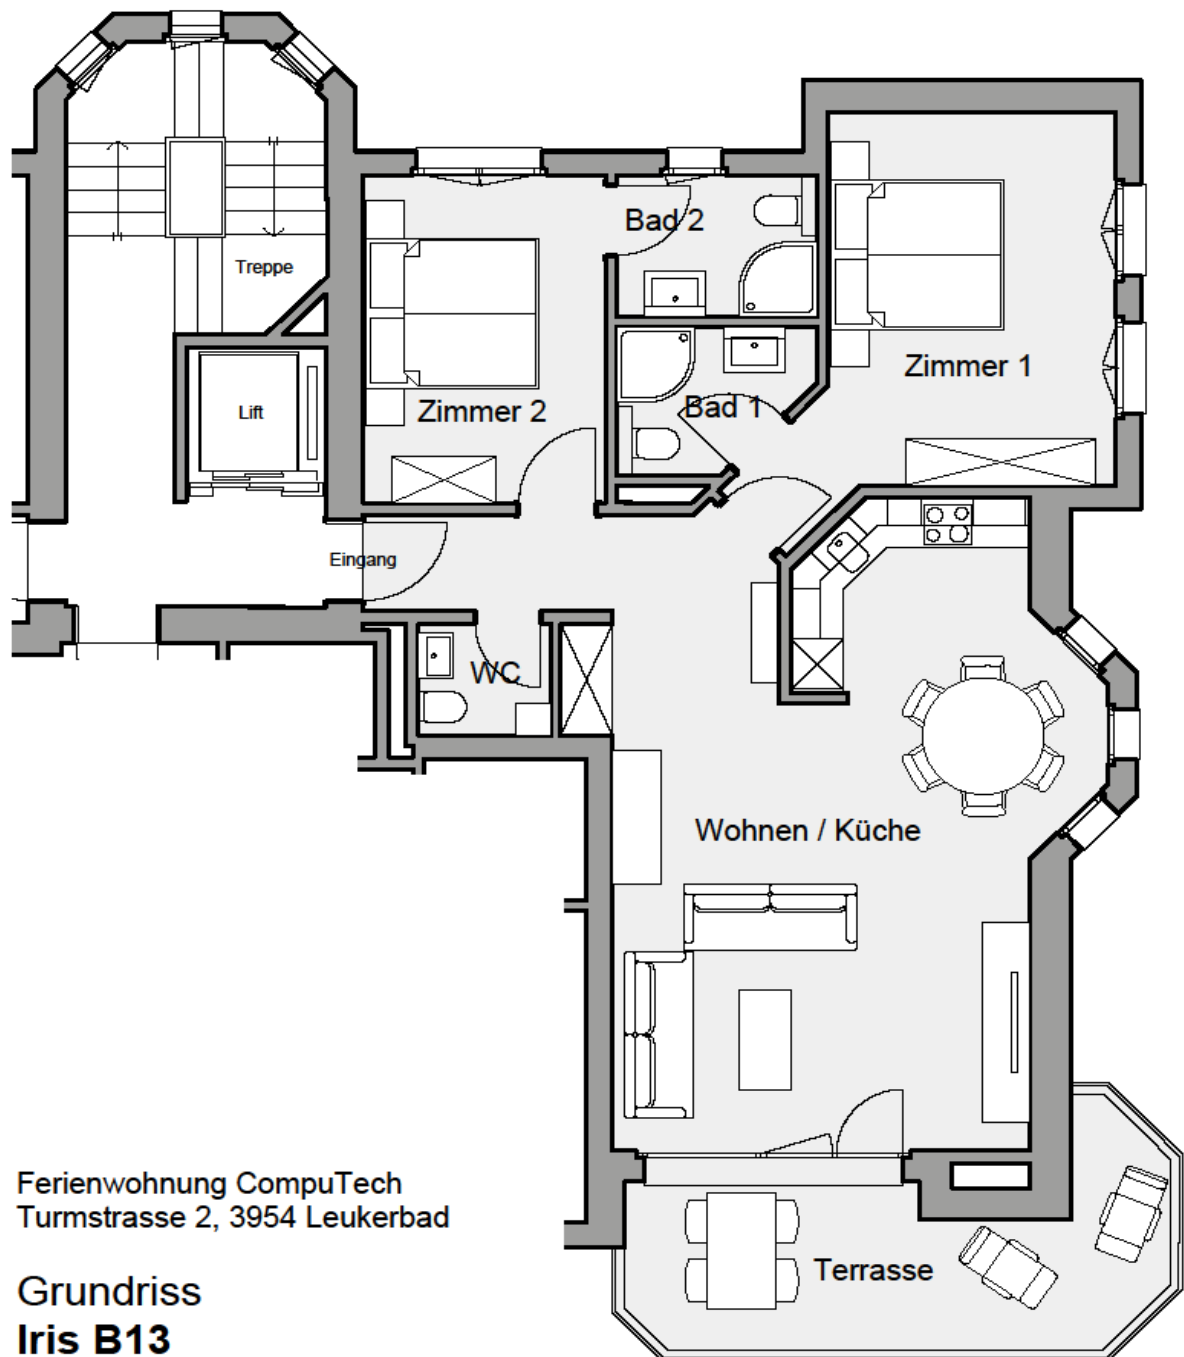 Bad 2
Treppe
Zimmer 1
Lift
Zimmer 2
Bad 1
Eingang
WC
Wohnen / Küche
Ferienwohnung CompuTech
Turmstrasse 2, 3954 Leukerbad
Terrasse
Grundriss
Iris B13